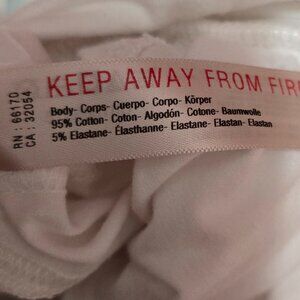 KEEP AWAY FROM FIR
Body- Corps- Cuerpo- Corpo- Körper
95% Cotton- Coton- Algodón- Cotone- Baumwolle
5% Elastane- Élasthanne- Elastane- Elastan- Elastan
RN : 66170
CA : 32054